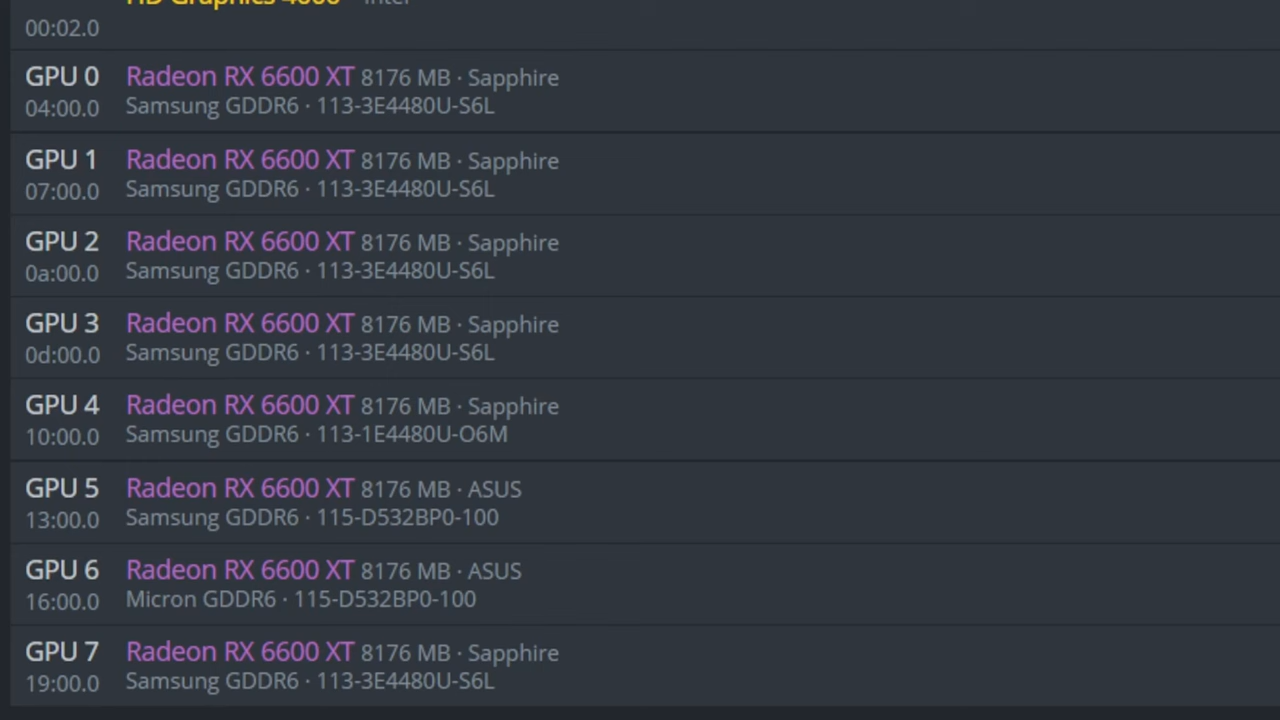 HD Graphics 4000 · Intel
00:02.0
GPU 0 Radeon RX 6600 XT 8176 MB · Sapphire
04:00.0 Samsung GDDR6 · 113-3E4480U-S6L
GPU 1 Radeon RX 6600 XT 8176 MB · Sapphire
07:00.0 Samsung GDDR6 · 113-3E4480U-S6L
GPU 2 Radeon RX 6600 XT 8176 MB · Sapphire
0a:00.0 Samsung GDDR6 · 113-3E4480U-S6L
GPU 3 Radeon RX 6600 XT 8176 MB · Sapphire
0d:00.0 Samsung GDDR6 · 113-3E4480U-S6L
GPU 4 Radeon RX 6600 XT 8176 MB · Sapphire
10:00.0 Samsung GDDR6 · 113-1E4480U-O6M
GPU 5 Radeon RX 6600 XT 8176 MB · ASUS
13:00.0 Samsung GDDR6 · 115-D532BP0-100
GPU 6 Radeon RX 6600 XT 8176 MB · ASUS
16:00.0 Micron GDDR6 · 115-D532BP0-100
GPU 7 Radeon RX 6600 XT 8176 MB · Sapphire
19:00.0 Samsung GDDR6 · 113-3E4480U-S6L